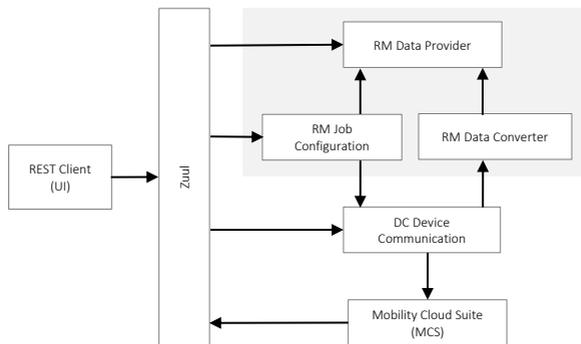 RM Data Provider
RM Job
Configuration
RM Data Converter
REST Client
(UI)
Zuul
DC Device
Communication
Mobility Cloud Suite
(MCS)